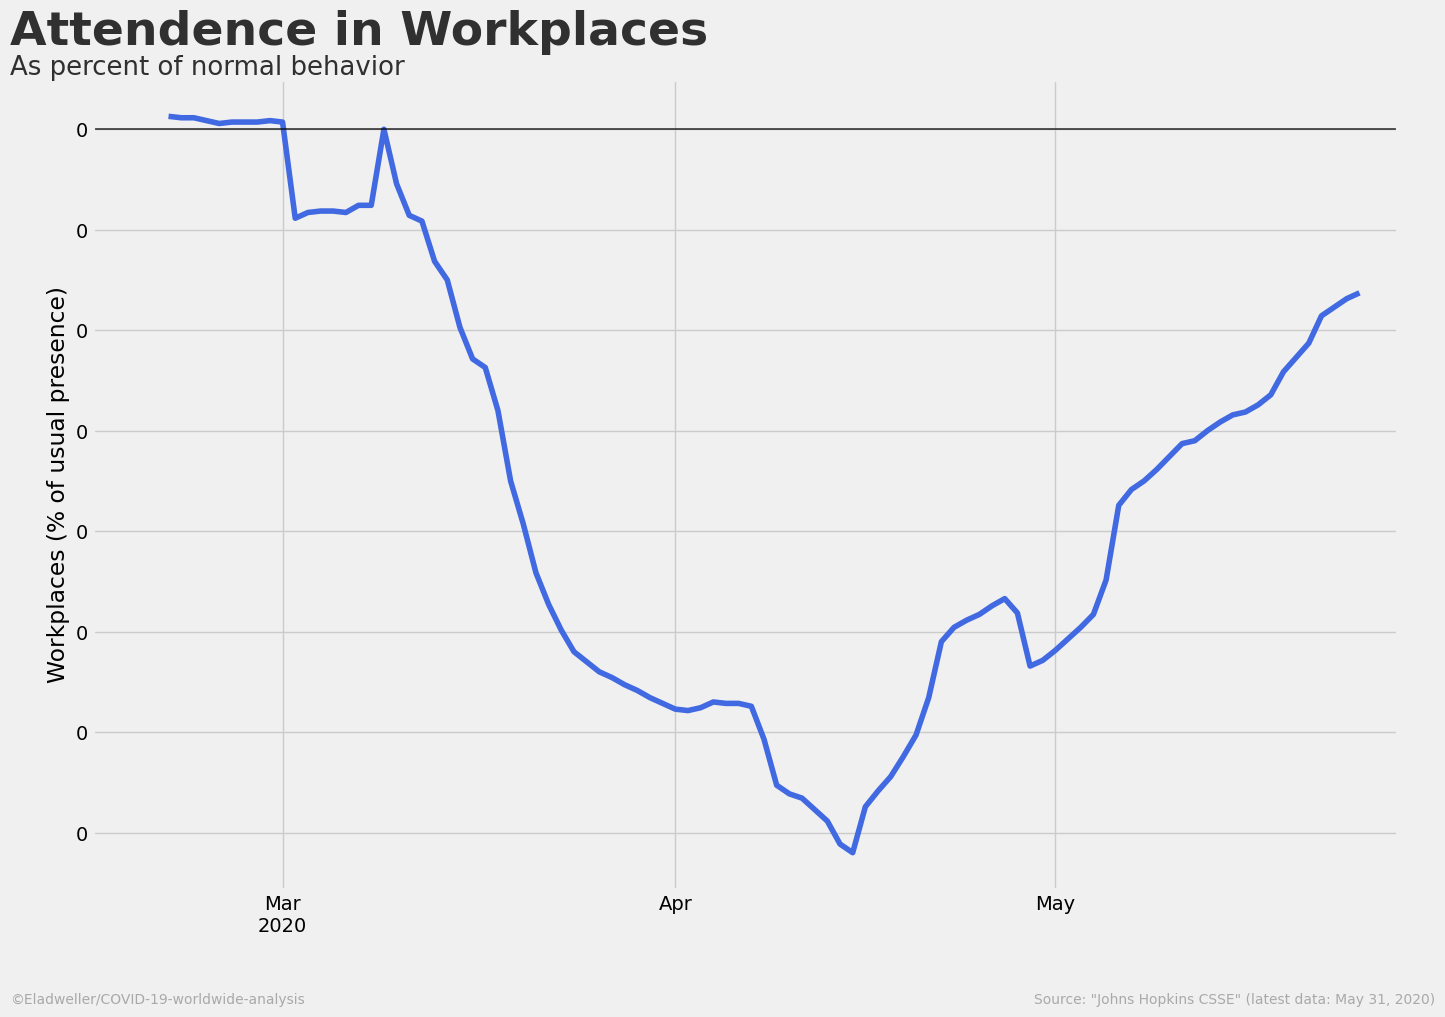 Attendence in Workplaces
As percent of normal behavior
Workplaces (% of usual presence)
0
0
0
0
0
0
0
0
Mar
2020
Apr
May
©Eladweller/COVID-19-worldwide-analysis
Source: "Johns Hopkins CSSE" (latest data: May 31, 2020)